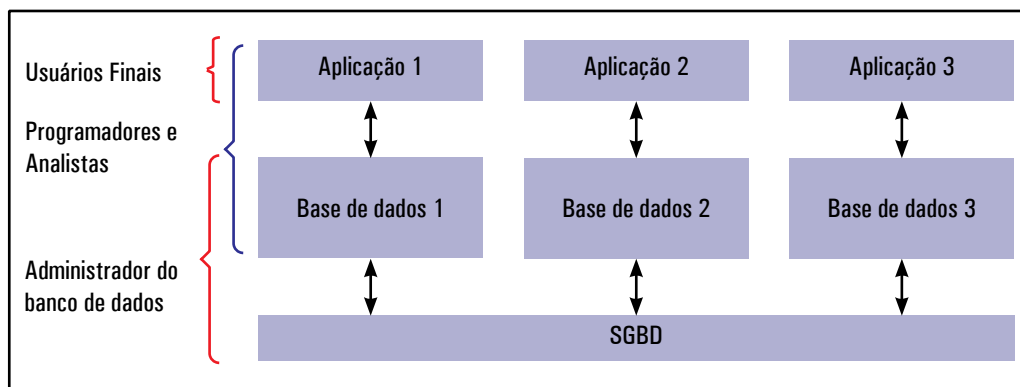 Usuários Finais
Aplicação 1
Aplicação 2
Aplicação 3
Programadores e
Analistas
Base de dados 1
Base de dados 2
Base de dados 3
Administrador do
banco de dados
SGBD